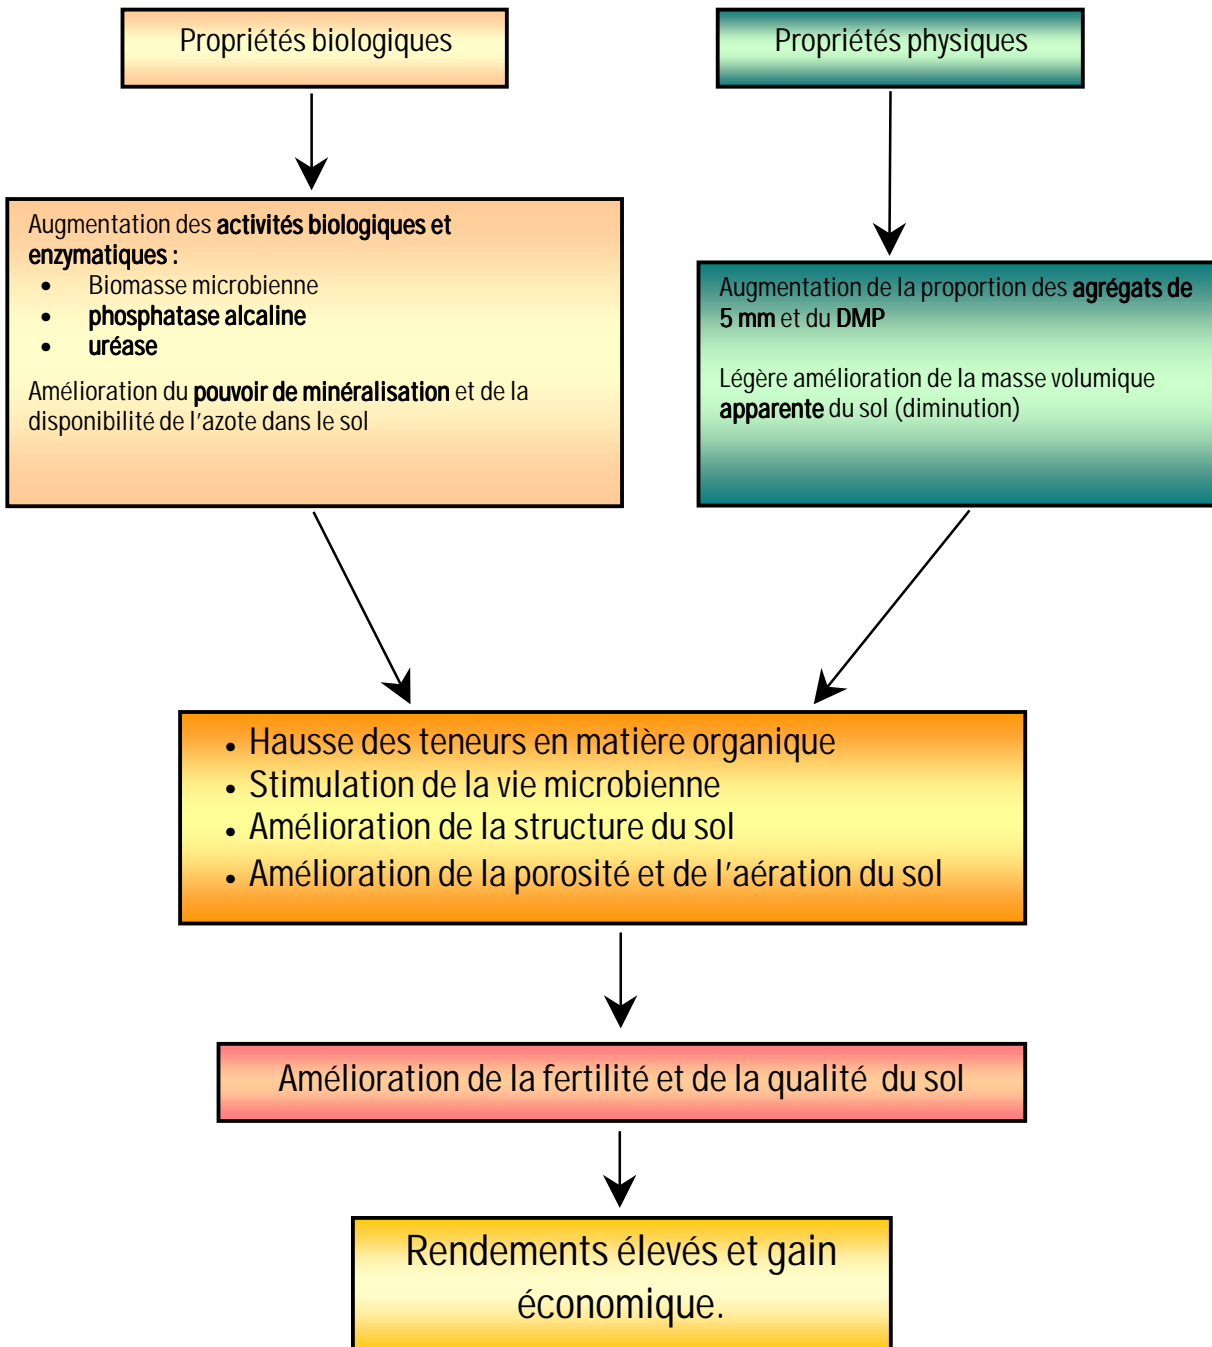 Propriétés biologiques
Propriétés physiques
Augmentation des activités biologiques et
enzymatiques :
• Biomasse microbienne
• phosphatase alcaline
• uréase
Amélioration du pouvoir de minéralisation et de la
disponibilité de l'azote dans le sol
Augmentation de la proportion des agrégats de
5 mm et du DMP
Légère amélioration de la masse volumique
apparente du sol (diminution)
• Hausse des teneurs en matière organique
• Stimulation de la vie microbienne
• Amélioration de la structure du sol
• Amélioration de la porosité et de l'aération du sol
Amélioration de la fertilité et de la qualité du sol
Rendements élevés et gain
économique.